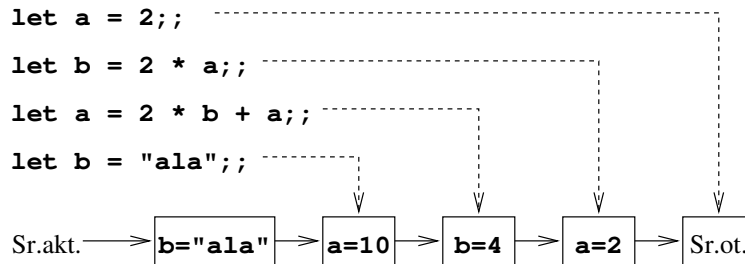 let a = 2;;
let b = 2 * a;;
let a = 2 * b + a;;
let b = "ala";;
Sr.akt. b="ala" a=10 b=4 a=2 Sr.ot.